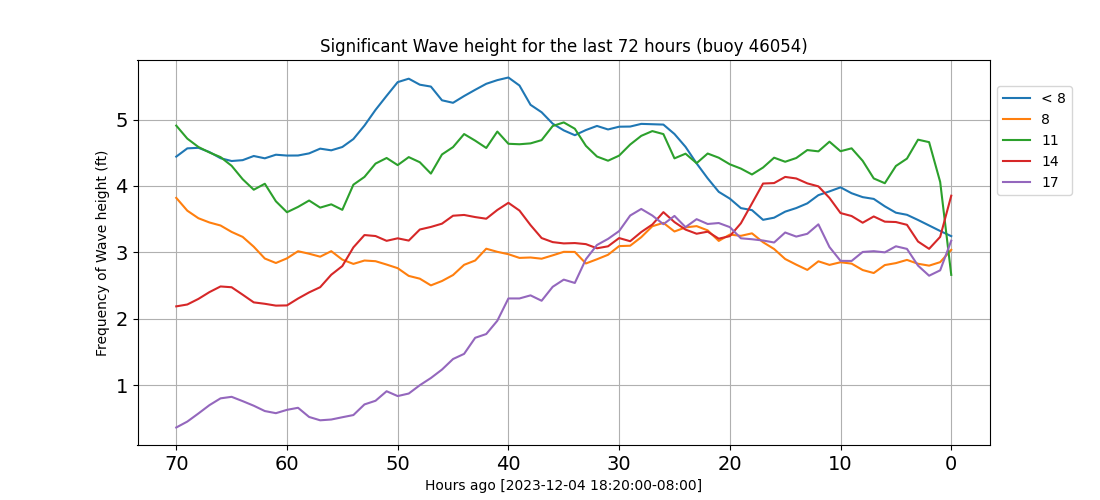 Significant Wave height for the last 72 hours (buoy 46054)
Frequency of Wave height (ft)
5
4
3
2
1
70 60 50 40 30 20 10 0
Hours ago [2023-12-04 18:20:00-08:00]
< 8
8
11
14
17